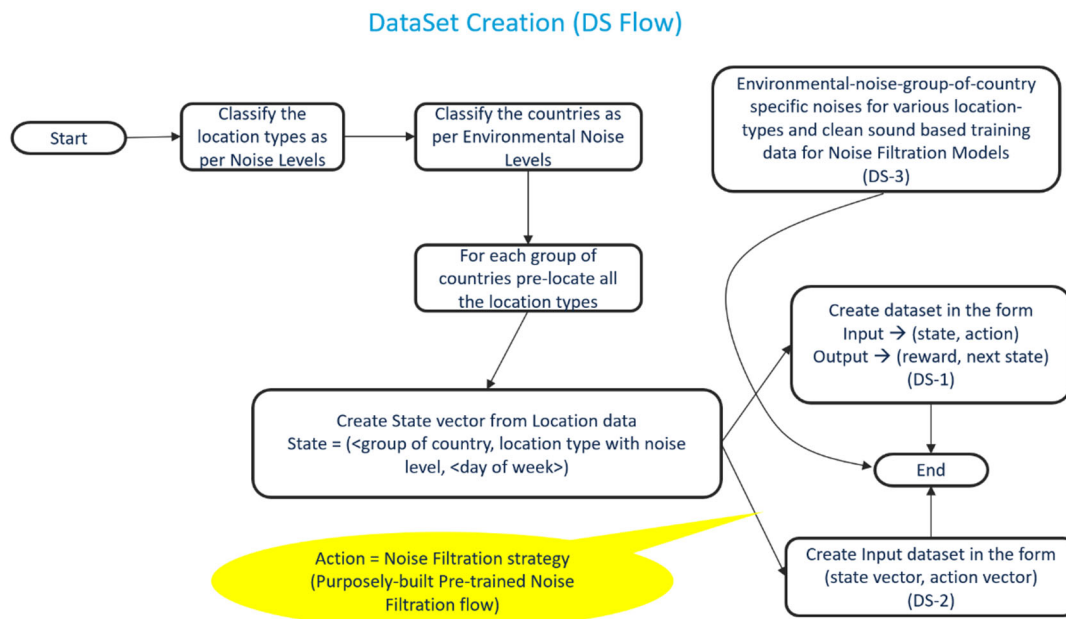 DataSet Creation (DS Flow)
Start
Classify the
location types as
per Noise Levels
Classify the countries as
per Environmental Noise
Levels
Environmental-noise-group-of-country
specific noises for various location-
types and clean sound based training
data for Noise Filtration Models
(DS-3)
For each group of
countries pre-locate all
the location types
Create State vector from Location data
State = (<group of country, location type with noise
level, <day of week>)
Create dataset in the form
Input → (state, action)
Output → (reward, next state)
(DS-1)
End
Action = Noise Filtration strategy
(Purposely-built Pre-trained Noise
Filtration flow)
Create Input dataset in the form
(state vector, action vector)
(DS-2)